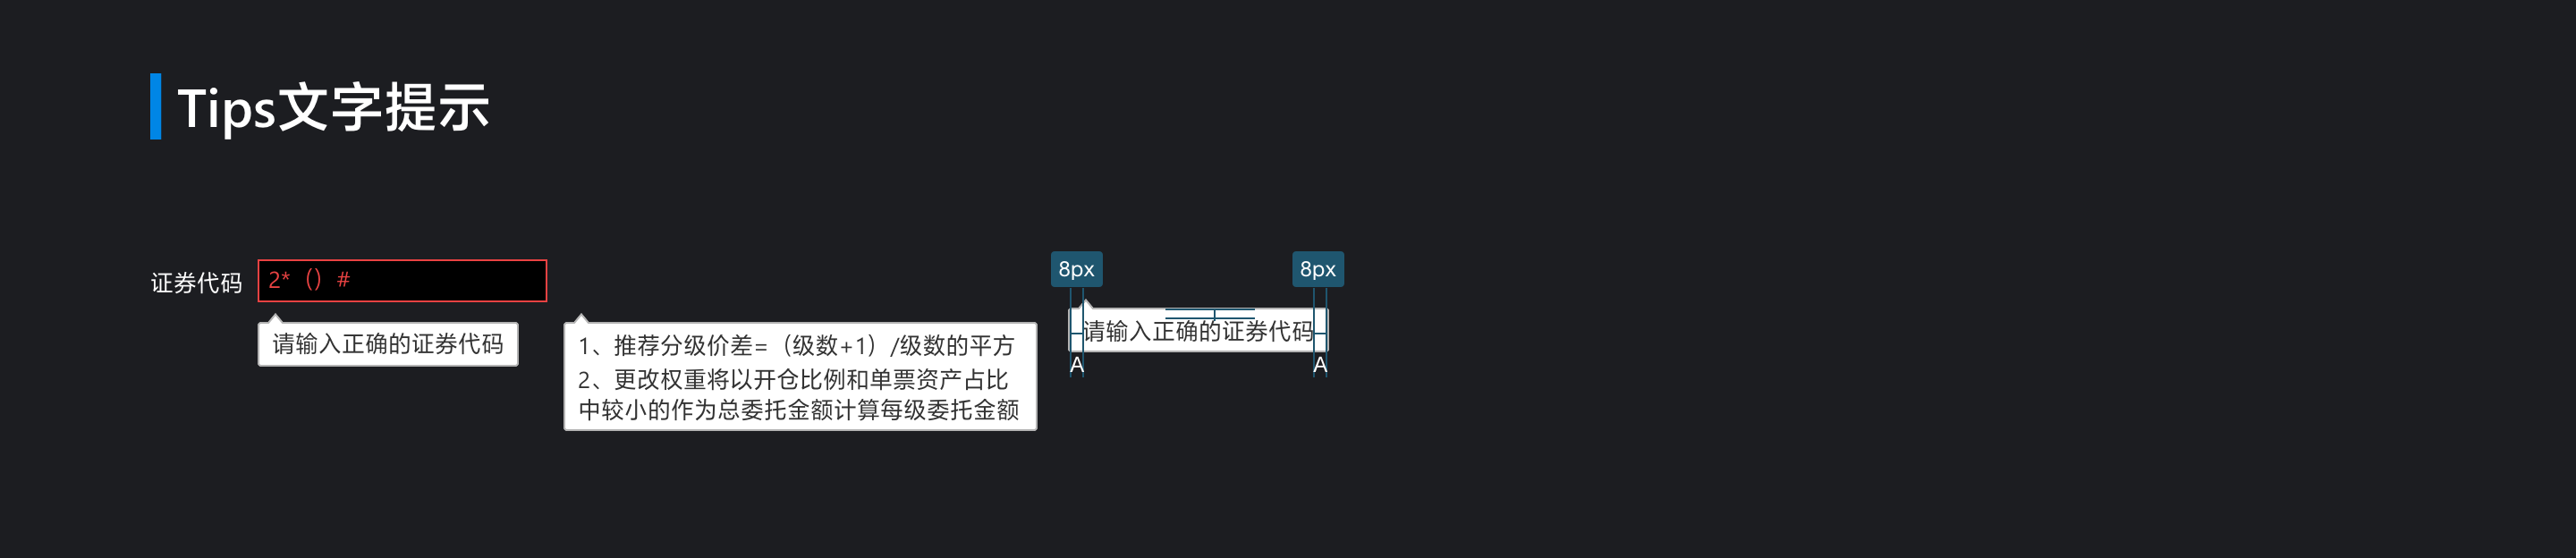 Tips文字提示
证券代码
2*（）#
请输入正确的证券代码
1、推荐分级价差=（级数+1）/级数的平方
2、更改权重将以开仓比例和单票资产占比
中较小的作为总委托金额计算每级委托金额
8px
8px
请输入正确的证券代码
A
A